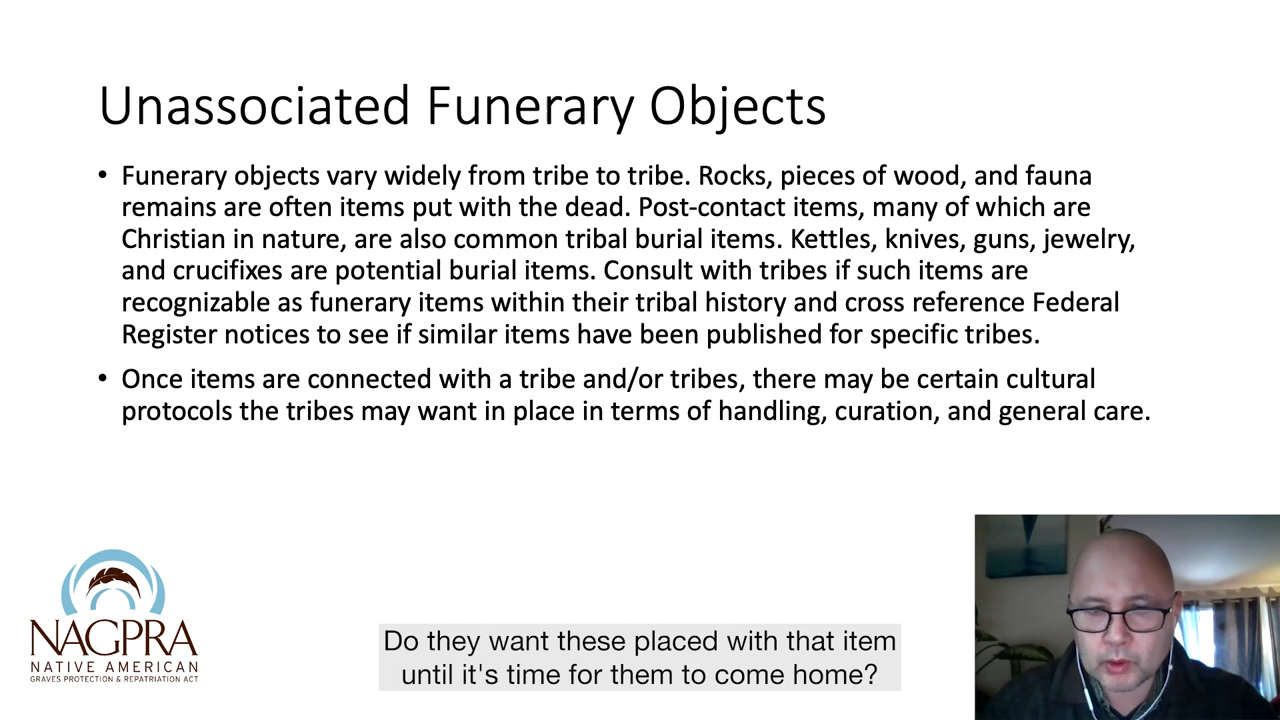 Unassociated Funerary Objects
• Funerary objects vary widely from tribe to tribe. Rocks, pieces of wood, and fauna
remains are often items put with the dead. Post-contact items, many of which are
Christian in nature, are also common tribal burial items. Kettles, knives, guns, jewelry,
and crucifixes are potential burial items. Consult with tribes if such items are
recognizable as funerary items within their tribal history and cross reference Federal
Register notices to see if similar items have been published for specific tribes.
• Once items are connected with a tribe and/or tribes, there may be certain cultural
protocols the tribes may want in place in terms of handling, curation, and general care.
NAGPRA
NATIVE AMERICAN
GRAVES PROTECTION & REPATRIATION ACT
Do they want these placed with that item
until it's time for them to come home?